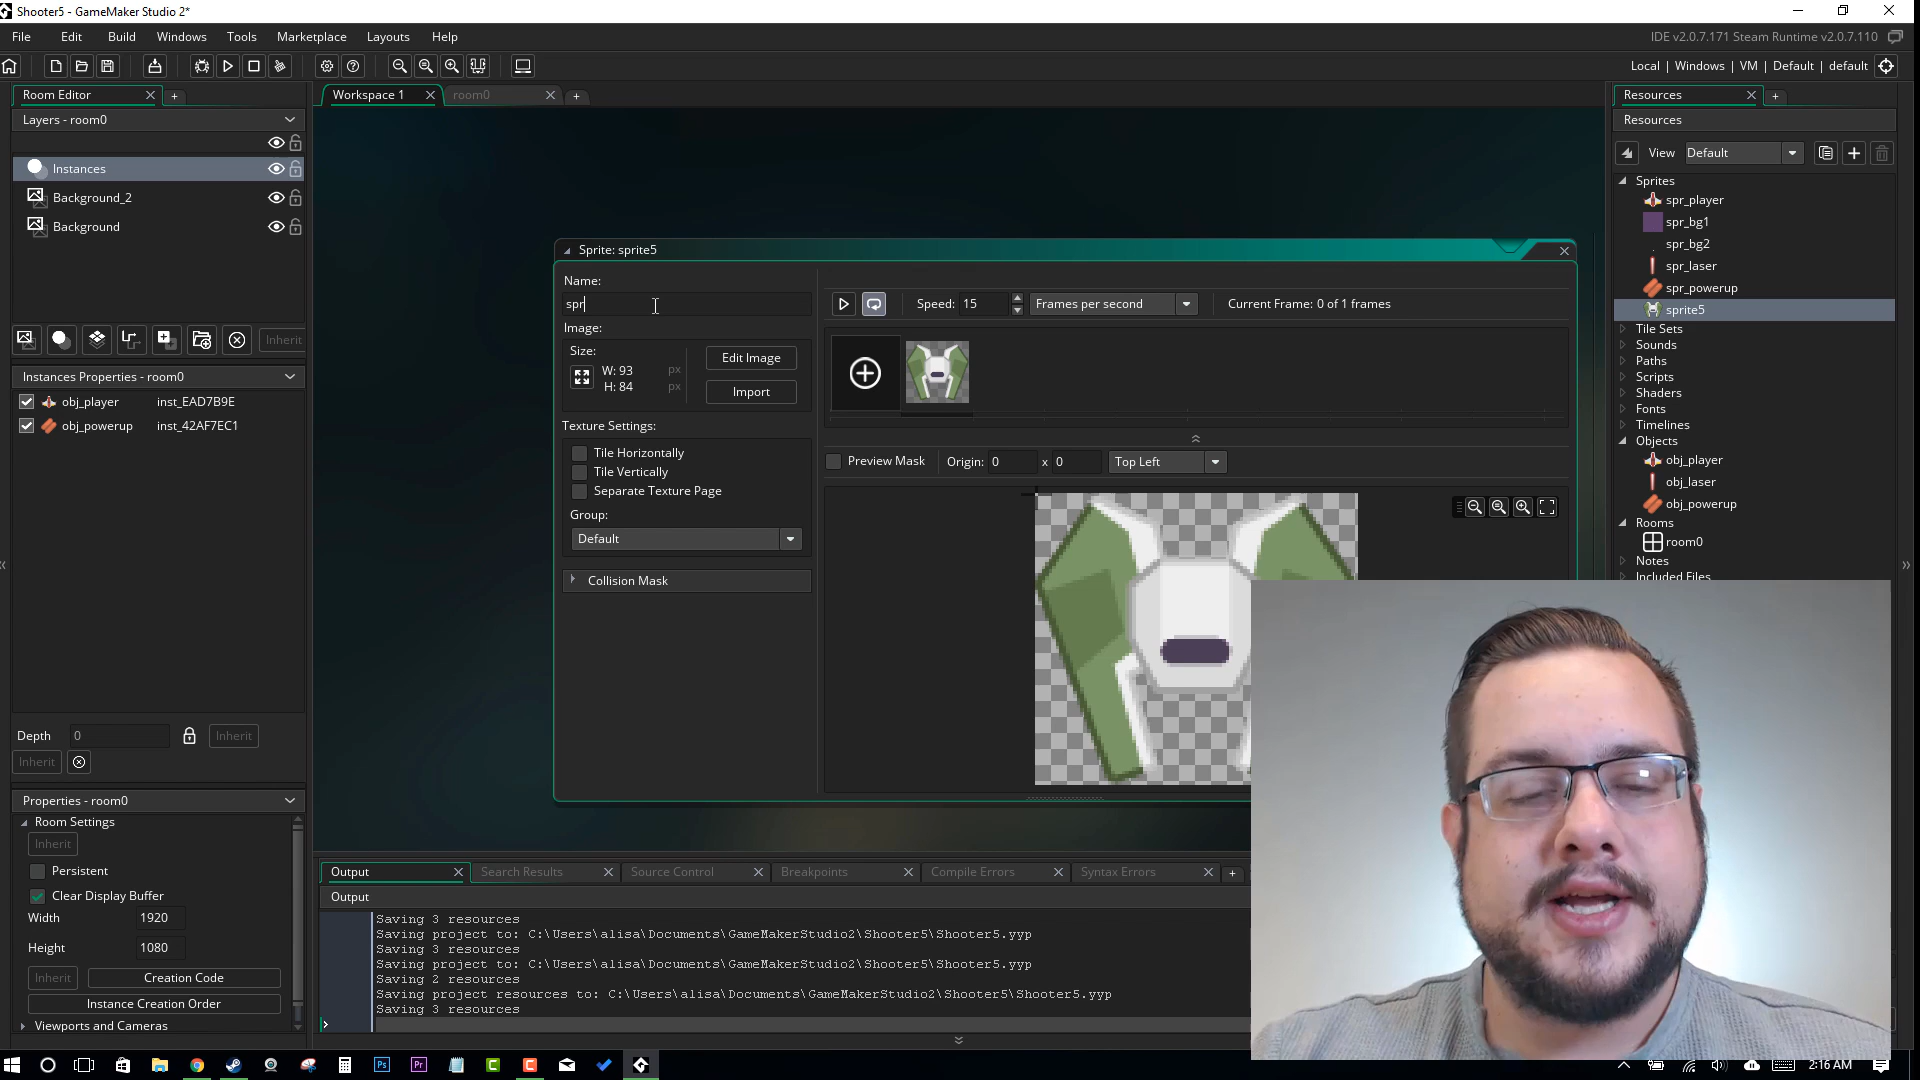 Shooter5 - GameMaker Studio 2*
File Edit Build Windows Tools Marketplace Layouts Help
IDE v2.0.7.171 Steam Runtime v2.0.7.110
Local | Windows | VM | Default | default
Room Editor
Layers - room0
Instances
Background_2
Background
Inherit
Instances Properties - room0
obj_player inst_EAD7B9E
obj_powerup inst_42AF7EC1
Depth 0 Inherit
Inherit
Properties - room0
Room Settings
Inherit
Persistent
Clear Display Buffer
Width 1920
Height 1080
Inherit Creation Code
Instance Creation Order
Viewports and Cameras
Workspace 1 room0
Sprite: sprite5
Name:
spr
Image:
Size:
W: 93 px
H: 84 px
Edit Image
Import
Texture Settings:
Tile Horizontally
Tile Vertically
Separate Texture Page
Group:
Default
Collision Mask
Speed: 15 Frames per second Current Frame: 0 of 1 frames
Preview Mask Origin: 0 x 0 Top Left
Output Search Results Source Control Breakpoints Compile Errors Syntax Errors
Output
Saving 3 resources
Saving project to: C:\Users\alisa\Documents\GameMakerStudio2\Shooter5\Shooter5.yyp
Saving 3 resources
Saving project to: C:\Users\alisa\Documents\GameMakerStudio2\Shooter5\Shooter5.yyp
Saving 2 resources
Saving project resources to: C:\Users\alisa\Documents\GameMakerStudio2\Shooter5\Shooter5.yyp
Saving 3 resources
Resources
Resources
View Default
Sprites
spr_player
spr_bg1
spr_bg2
spr_laser
spr_powerup
sprite5
Tile Sets
Sounds
Paths
Scripts
Shaders
Fonts
Timelines
Objects
obj_player
obj_laser
obj_powerup
Rooms
room0
Notes
Included Files
Ps Pr C C
2:16 AM